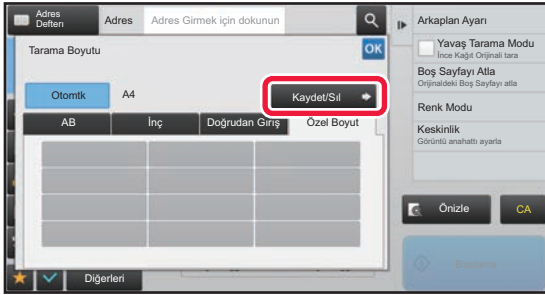 Adres
Defteri
Adres
Adres Girmek için dokunun
Tarama Boyutu
OK
Otomtk
A4
Kaydet/Sıl
AB
İnç
Doğrudan Giriş
Özel Boyut
Diğerleri
Arkaplan Ayarı
Yavaş Tarama Modu
İnce Kağıt Orijinali tara
Boş Sayfayı Atla
Orijinaldeki Boş Sayfayı atla
Renk Modu
Keskinlik
Görüntü anahattı ayarla
Önizle
CA